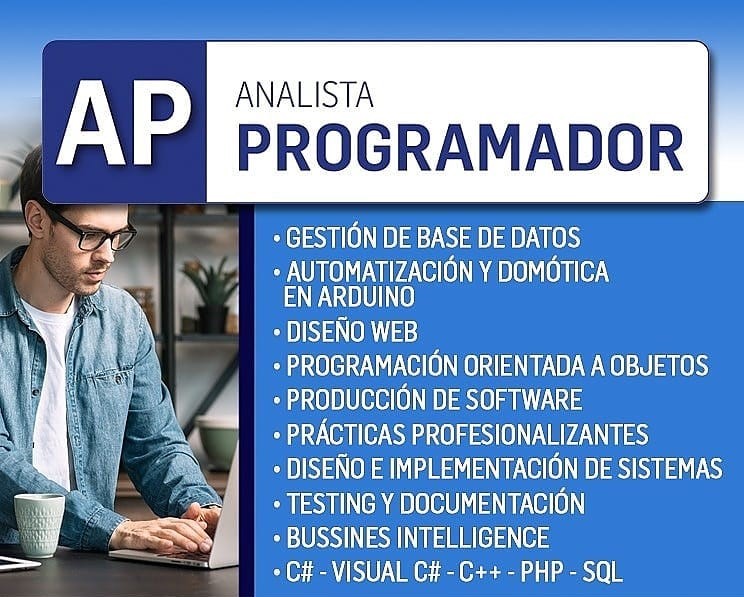 AP
ANALISTA
PROGRAMADOR
• GESTIÓN DE BASE DE DATOS
• AUTOMATIZACIÓN Y DOMÓTICA
EN ARDUINO
• DISEÑO WEB
• PROGRAMACIÓN ORIENTADA A OBJETOS
• PRODUCCIÓN DE SOFTWARE
• PRÁCTICAS PROFESIONALIZANTES
• DISEÑO E IMPLEMENTACIÓN DE SISTEMAS
• TESTING Y DOCUMENTACIÓN
• BUSSINES INTELLIGENCE
• C# - VISUAL C# - C++ - PHP - SQL